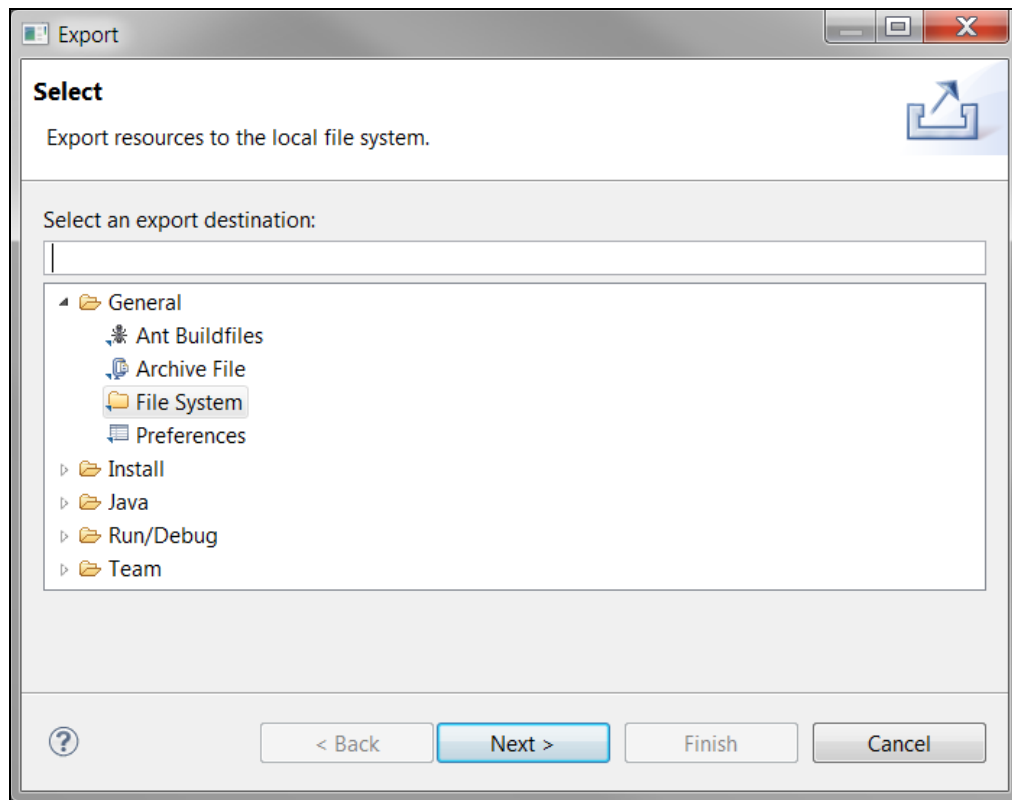 Export
Select
Export resources to the local file system.
Select an export destination:
General
Ant Buildfiles
Archive File
File System
Preferences
Install
Java
Run/Debug
Team
? < Back Next > Finish Cancel